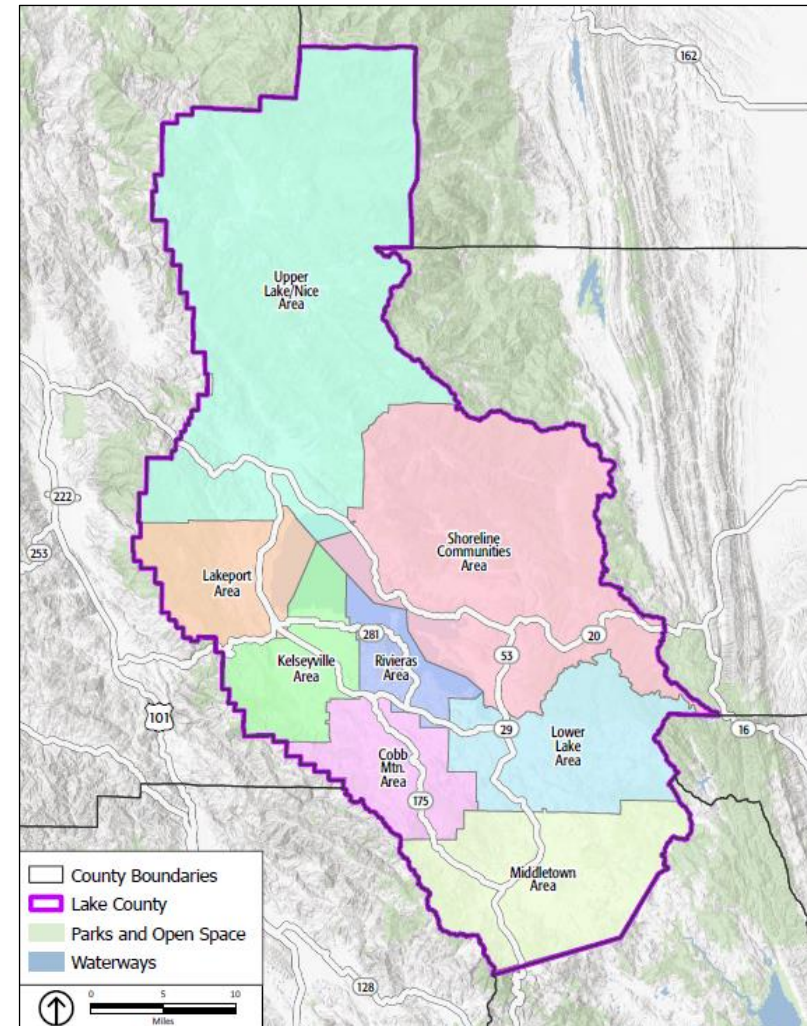 162
Upper
Lake/Nice
Area
222
253
Shoreline
Communities
Area
Lakeport
Area
281
20
53
Kelseyville
Area
Rivieras
Area
101
29
16
Lower
Lake
Area
Cobb
Mtn.
Area
175
Middletown
Area
County Boundaries
Lake County
Parks and Open Space
Waterways
128
0 5 10
Miles